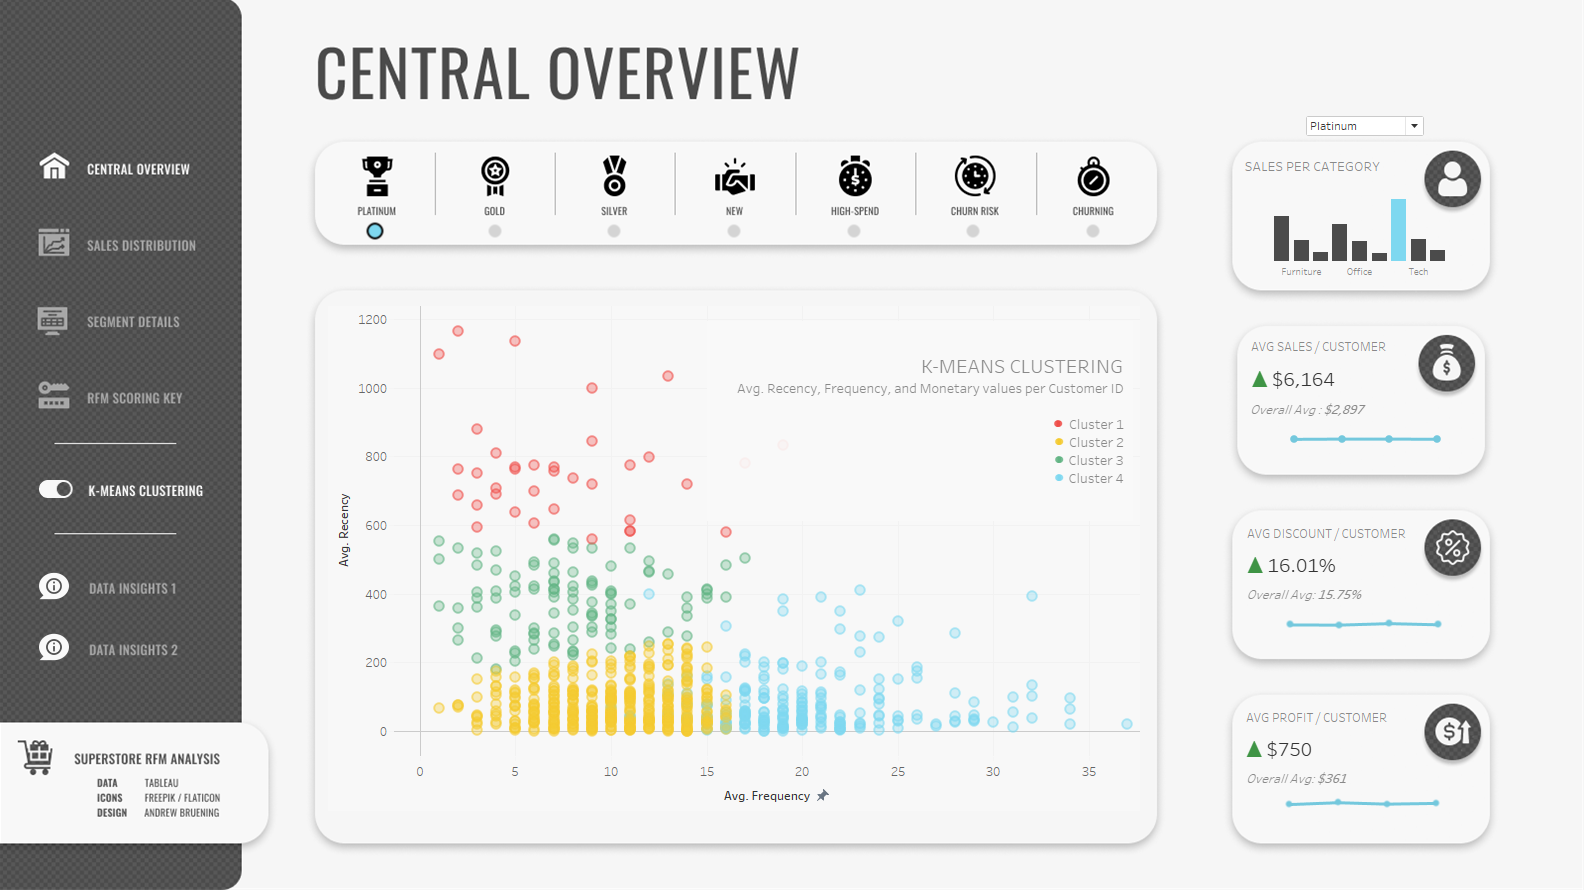 CENTRAL OVERVIEW
CENTRAL OVERVIEW
SALES DISTRIBUTION
SEGMENT DETAILS
RFM SCORING KEY
K-MEANS CLUSTERING
DATA INSIGHTS 1
DATA INSIGHTS 2
SUPERSTORE RFM ANALYSIS
DATA TABLEAU
ICONS FREEPIK / FLATICON
DESIGN ANDREW BRUENING
PLATINUM GOLD SILVER NEW HIGH-SPEND CHURN RISK CHURNING
K-MEANS CLUSTERING
Avg. Recency, Frequency, and Monetary values per Customer ID
Cluster 1
Cluster 2
Cluster 3
Cluster 4
Avg. Recency
1200
1000
800
600
400
200
0
0 5 10 15 20 25 30 35
Avg. Frequency
Platinum
SALES PER CATEGORY
Furniture Office Tech
AVG SALES / CUSTOMER
$6,164
Overall Avg : $2,897
AVG DISCOUNT / CUSTOMER
16.01%
Overall Avg: 15.75%
AVG PROFIT / CUSTOMER
$750
Overall Avg: $361